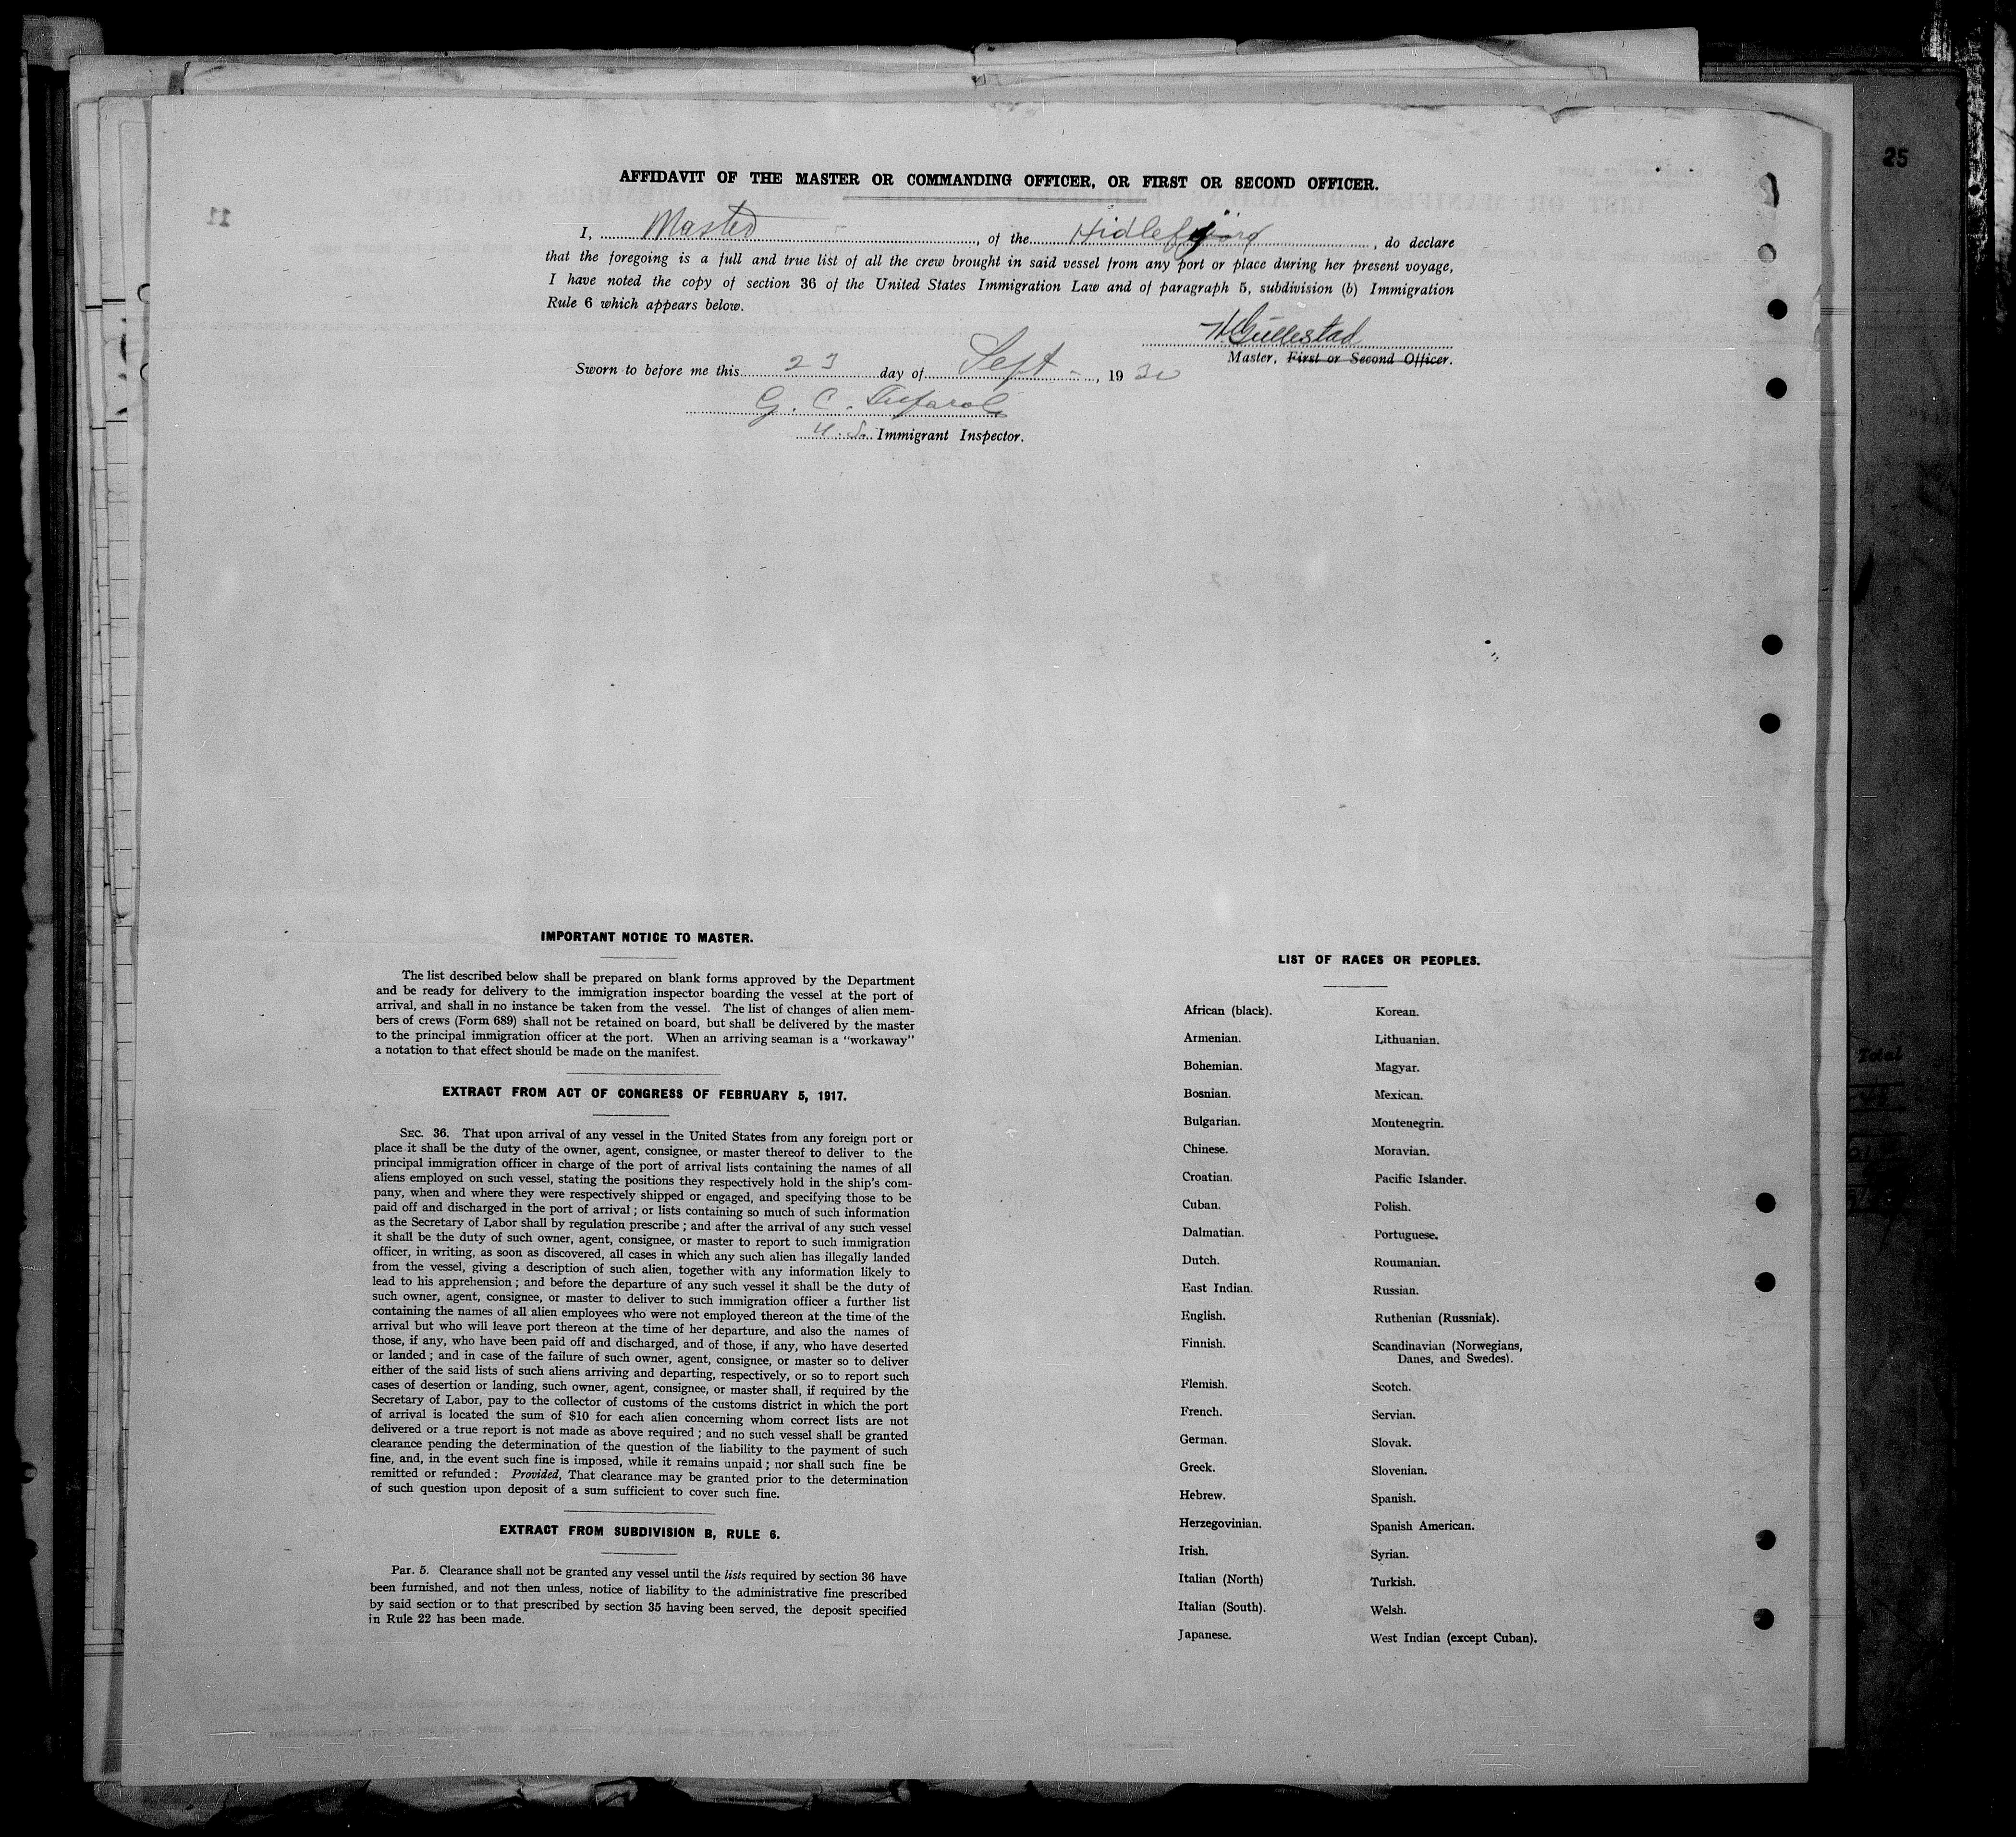 25
AFFIDAVIT OF THE MASTER OR COMMANDING OFFICER, OR FIRST OR SECOND OFFICER.
I, Master, of the Hidlefjord, do declare
that the foregoing is a full and true list of all the crew brought in said vessel from any port or place during her present voyage,
I have noted the copy of section 36 of the United States Immigration Law and of paragraph 5, subdivision (b) Immigration
Rule 6 which appears below.
Gullestad
Master, First or Second Officer.
Sworn to before me this 23 day of Sept -, 19 30
G. C.
U. S. Immigrant Inspector.
IMPORTANT NOTICE TO MASTER.
The list described below shall be prepared on blank forms approved by the Department
and be ready for delivery to the immigration inspector boarding the vessel at the port of
arrival, and shall in no instance be taken from the vessel. The list of changes of alien mem-
bers of crews (Form 689) shall not be retained on board, but shall be delivered by the master
to the principal immigration officer at the port. When an arriving seaman is a "workaway"
a notation to that effect should be made on the manifest.
EXTRACT FROM ACT OF CONGRESS OF FEBRUARY 5, 1917.
SEC. 36. That upon arrival of any vessel in the United States from any foreign port or
place it shall be the duty of the owner, agent, consignee, or master thereof to deliver to the
principal immigration officer in charge of the port of arrival lists containing the names of all
aliens employed on such vessel, stating the positions they respectively hold in the ship's com-
pany, when and where they were respectively shipped or engaged, and specifying those to be
paid off and discharged in the port of arrival; or lists containing so much of such information
as the Secretary of Labor shall by regulation prescribe; and after the arrival of any such vessel
it shall be the duty of such owner, agent, consignee, or master to report to such immigration
officer, in writing, as soon as discovered, all cases in which any such alien has illegally landed
from the vessel, giving a description of such alien, together with any information likely to
lead to his apprehension; and before the departure of any such vessel it shall be the duty of
such owner, agent, consignee, or master to deliver to such immigration officer a further list
containing the names of all alien employees who were not employed thereon at the time of the
arrival but who will leave port thereon at the time of her departure, and also the names of
those, if any, who have been paid off and discharged, and of those, if any, who have deserted
or landed; and in case of the failure of such owner, agent, consignee, or master so to deliver
either of the said lists of such aliens arriving and departing, respectively, or so to report such
cases of desertion or landing, such owner, agent, consignee, or master shall, if required by the
Secretary of Labor, pay to the collector of customs of the customs district in which the port
of arrival is located the sum of $10 for each alien concerning whom correct lists are not
delivered or a true report is not made as above required; and no such vessel shall be granted
clearance pending the determination of the question of the liability to the payment of such
fine, and, in the event such fine is imposed, while it remains unpaid; nor shall such fine be
remitted or refunded: Provided, That clearance may be granted prior to the determination
of such question upon deposit of a sum sufficient to cover such fine.
EXTRACT FROM SUBDIVISION B, RULE 6.
Par. 5. Clearance shall not be granted any vessel until the lists required by section 36 have
been furnished, and not then unless, notice of liability to the administrative fine prescribed
by said section or to that prescribed by section 35 having been served, the deposit specified
in Rule 22 has been made.
LIST OF RACES OR PEOPLES.
African (black).
Armenian.
Bohemian.
Bosnian.
Bulgarian.
Chinese.
Croatian.
Cuban.
Dalmatian.
Dutch.
East Indian.
English.
Finnish.
Flemish.
French.
German.
Greek.
Hebrew.
Herzegovinian.
Irish.
Italian (North)
Italian (South).
Japanese.
Korean.
Lithuanian.
Magyar.
Mexican.
Montenegrin.
Moravian.
Pacific Islander.
Polish.
Portuguese.
Roumanian.
Russian.
Ruthenian (Russniak).
Scandinavian (Norwegians,
Danes, and Swedes).
Scotch.
Servian.
Slovak.
Slovenian.
Spanish.
Spanish American.
Syrian.
Turkish.
Welsh.
West Indian (except Cuban).
Total